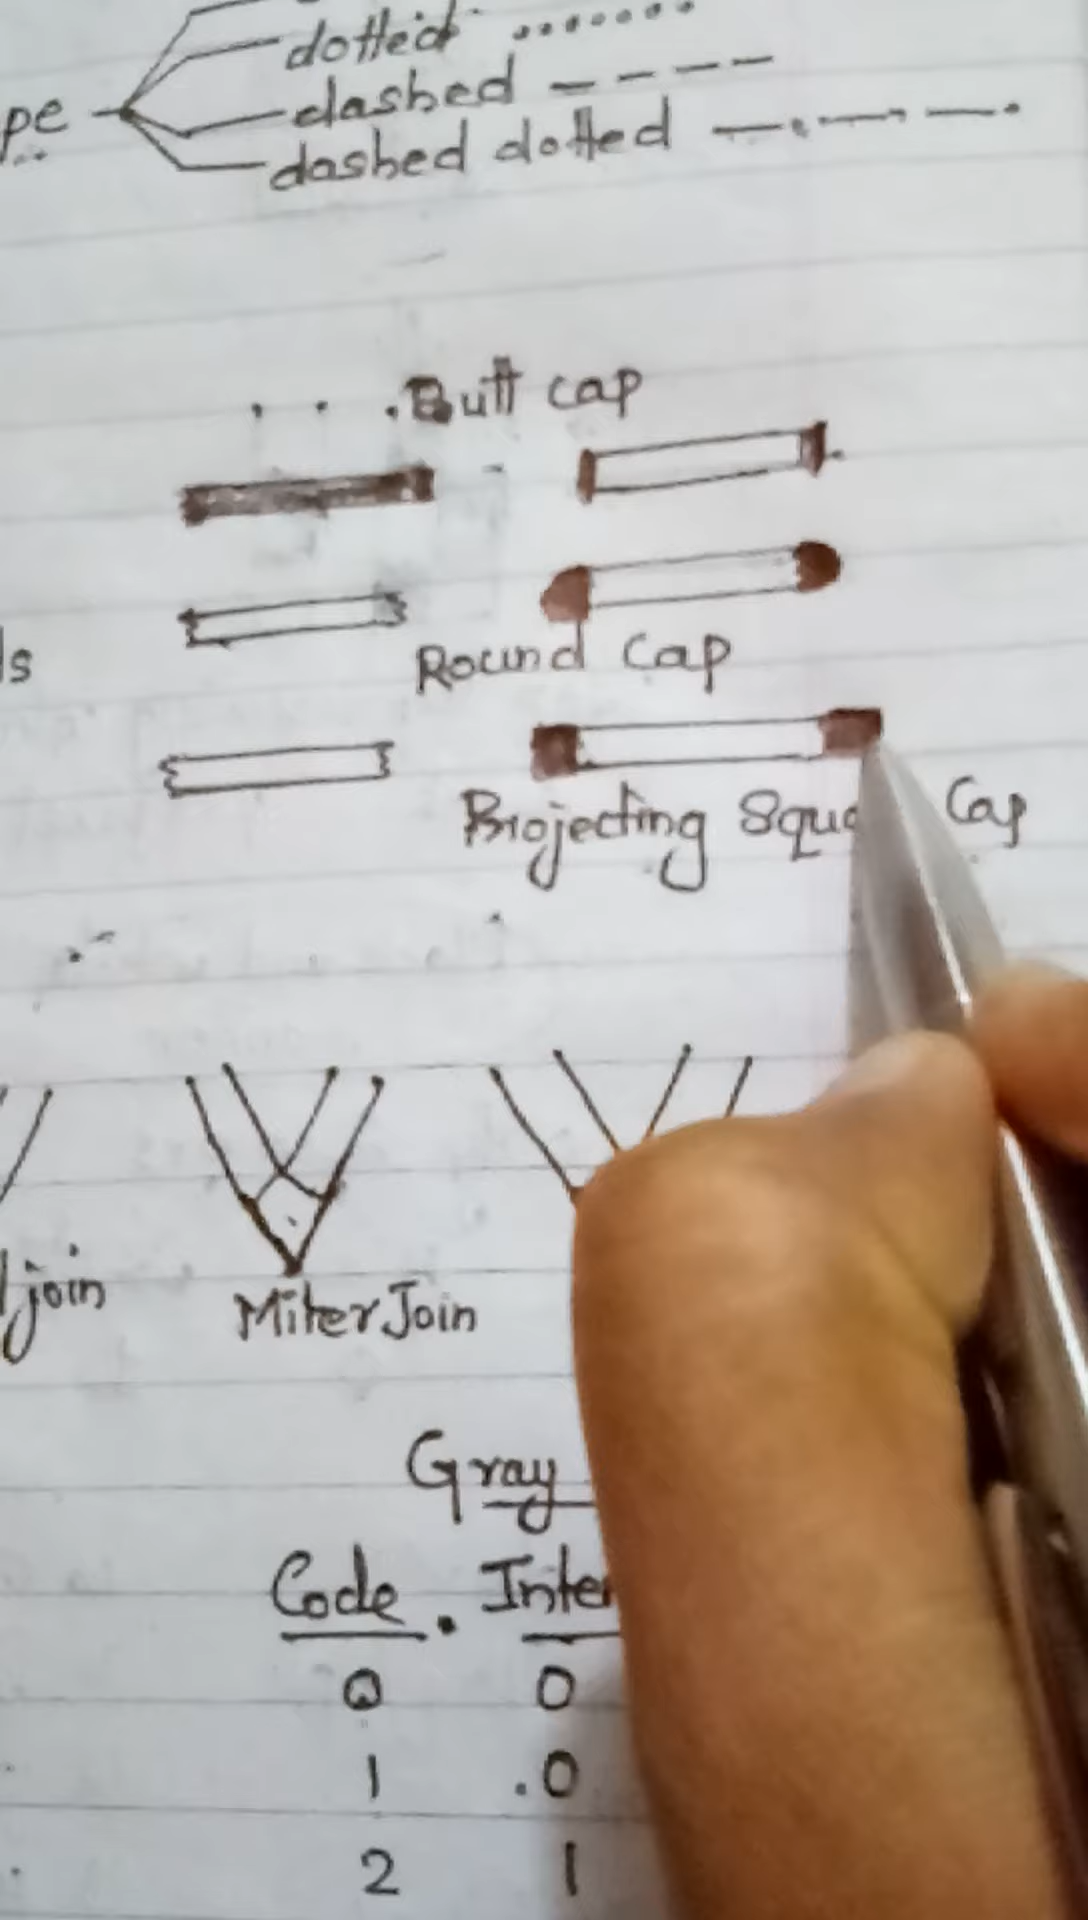 dotted
pe dashed
dashed dotted
Butt cap
ls
Round Cap
Projecting Squ Cap
join
Miter Join
Gray
Code Inte
0 0
1 0
2 1